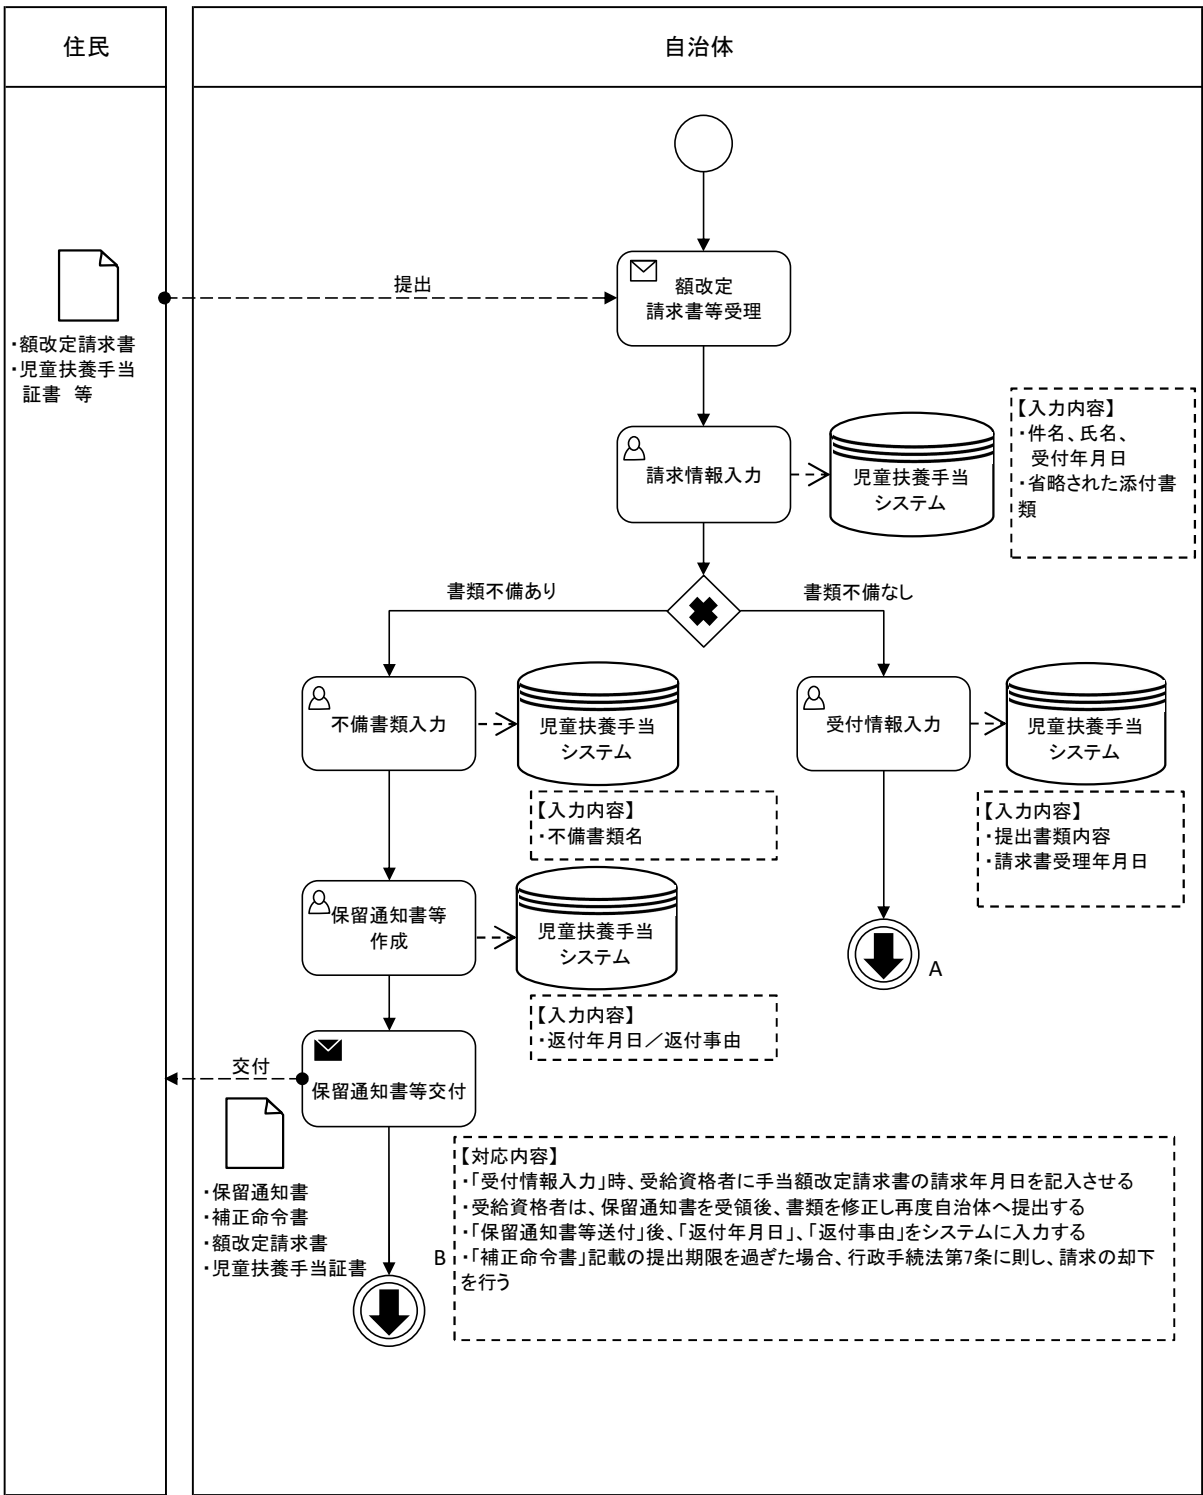 住民
自治体
提出
額改定
請求書等受理
・額改定請求書
・児童扶養手当
証書 等
請求情報入力
児童扶養手当
システム
【入力内容】
・件名、氏名、
受付年月日
・省略された添付書
類
書類不備あり
書類不備なし
不備書類入力
児童扶養手当
システム
受付情報入力
児童扶養手当
システム
【入力内容】
・不備書類名
【入力内容】
・提出書類内容
・請求書受理年月日
保留通知書等
作成
児童扶養手当
システム
A
【入力内容】
・返付年月日／返付事由
交付
保留通知書等交付
・保留通知書
・補正命令書
・額改定請求書
・児童扶養手当証書
B
【対応内容】
・「受付情報入力」時、受給資格者に手当額改定請求書の請求年月日を記入させる
・受給資格者は、保留通知書を受領後、書類を修正し再度自治体へ提出する
・「保留通知書等送付」後、「返付年月日」、「返付事由」をシステムに入力する
・「補正命令書」記載の提出期限を過ぎた場合、行政手続法第7条に則し、請求の却下
を行う